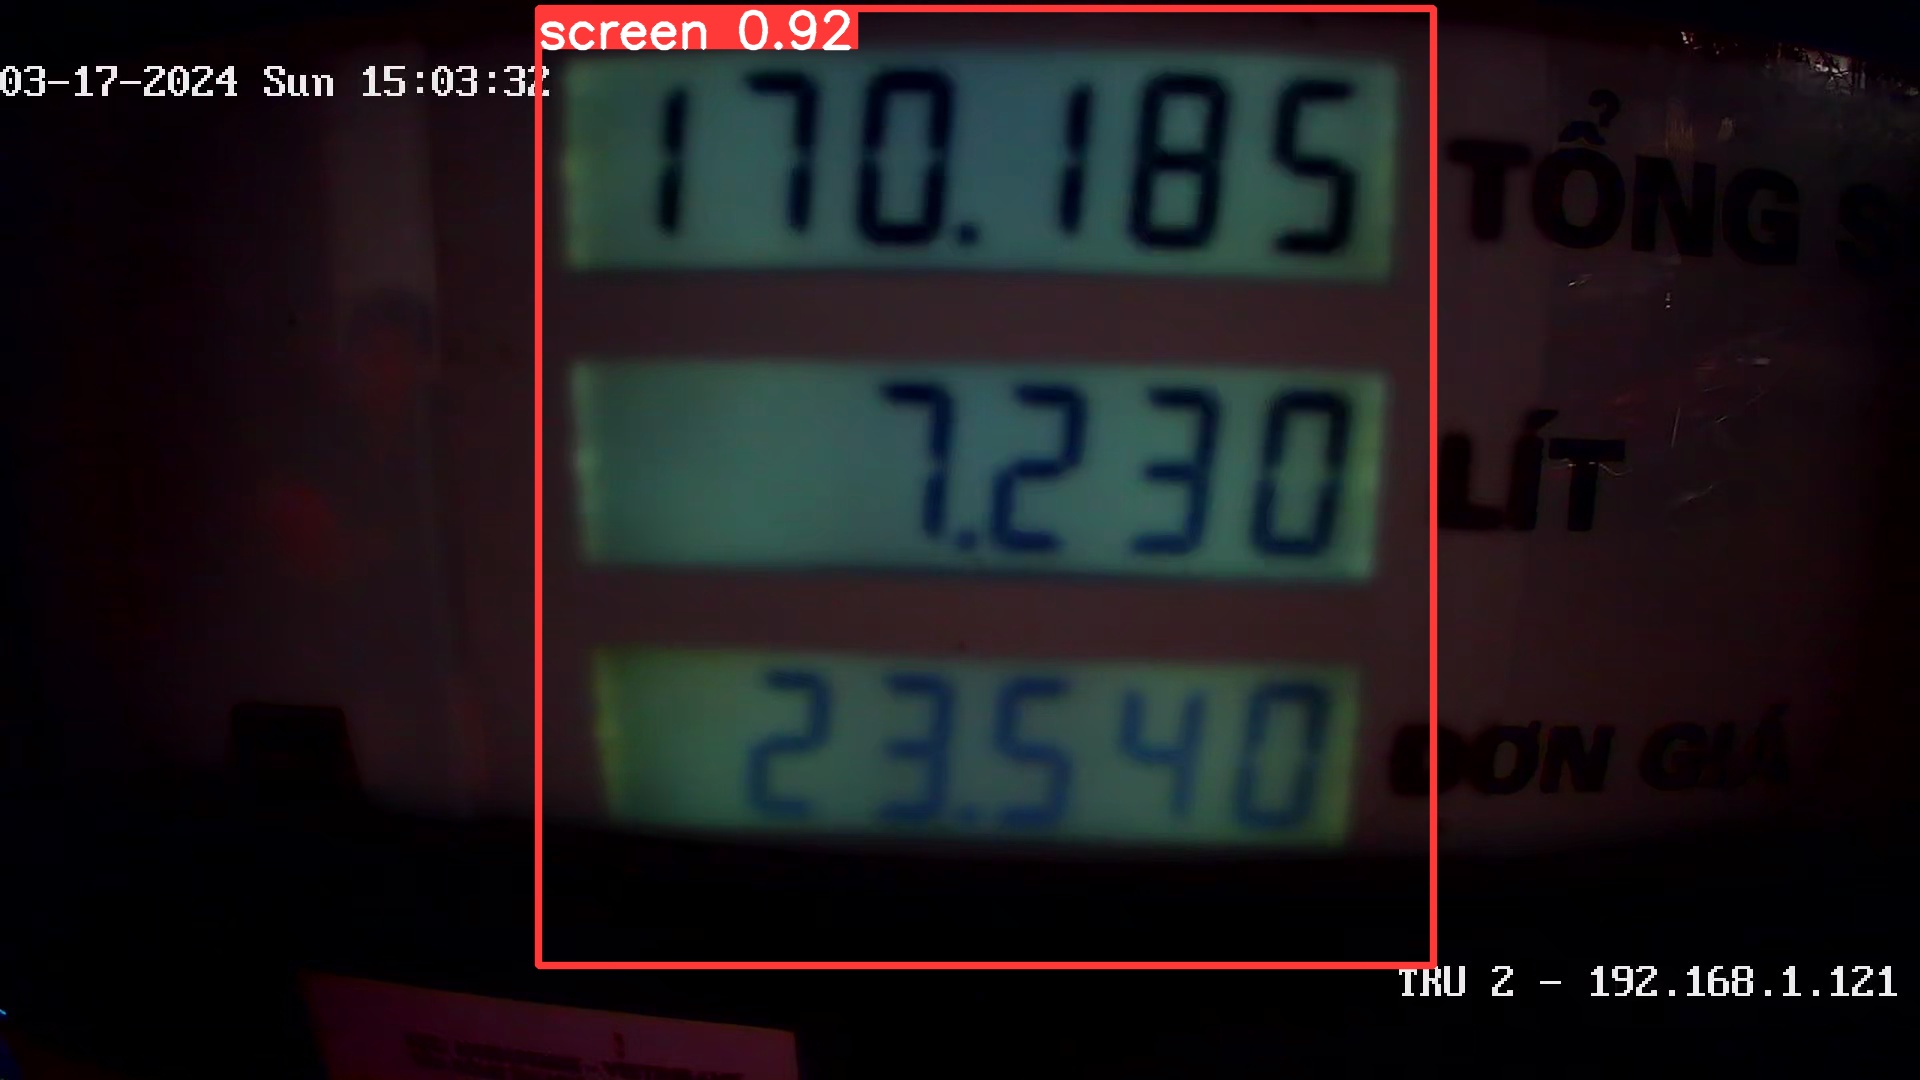 screen 0.92
03-17-2024 Sun 15:03:32
170.185
TỔNG S
7.230
LÍT
23.540
ĐƠN GIÁ
TRU 2 - 192.168.1.121